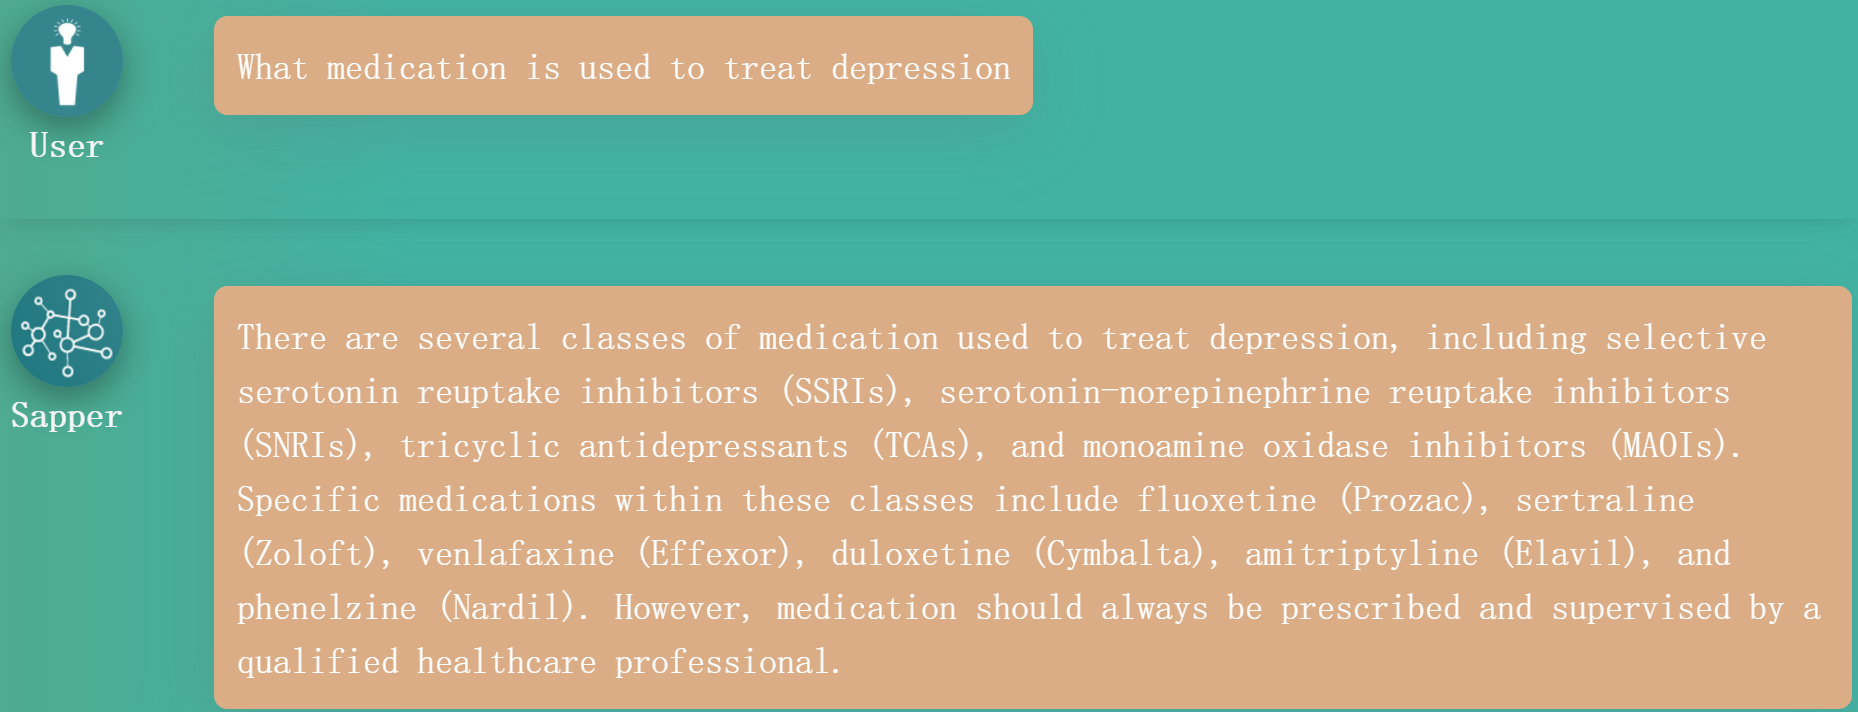 What medication is used to treat depression
User
There are several classes of medication used to treat depression, including selective
serotonin reuptake inhibitors (SSRIs), serotonin-norepinephrine reuptake inhibitors
Sapper
(SNRIs), tricyclic antidepressants (TCAs), and monoamine oxidase inhibitors (MAOIs).
Specific medications within these classes include fluoxetine (Prozac), sertraline
(Zoloft), venlafaxine (Effexor), duloxetine (Cymbalta), amitriptyline (Elavil), and
phenelzine (Nardil). However, medication should always be prescribed and supervised by a
qualified healthcare professional.